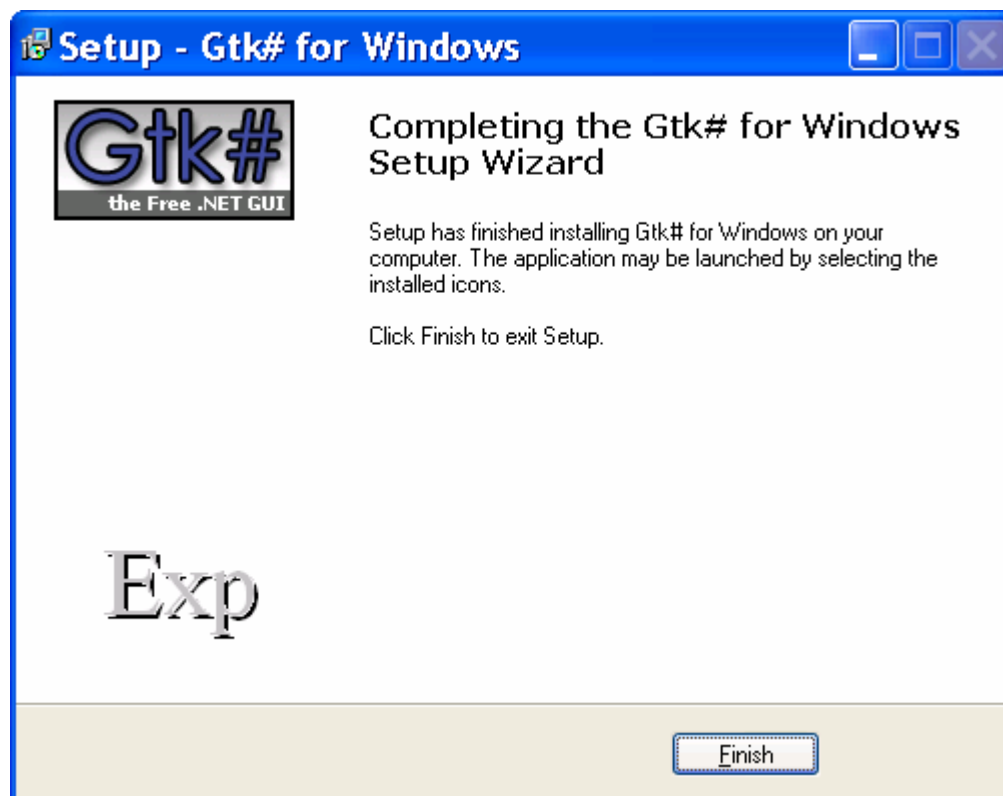 Setup - Gtk# for Windows
Gtk#
the Free .NET GUI
Completing the Gtk# for Windows
Setup Wizard
Setup has finished installing Gtk# for Windows on your
computer. The application may be launched by selecting the
installed icons.
Click Finish to exit Setup.
Exp
Finish